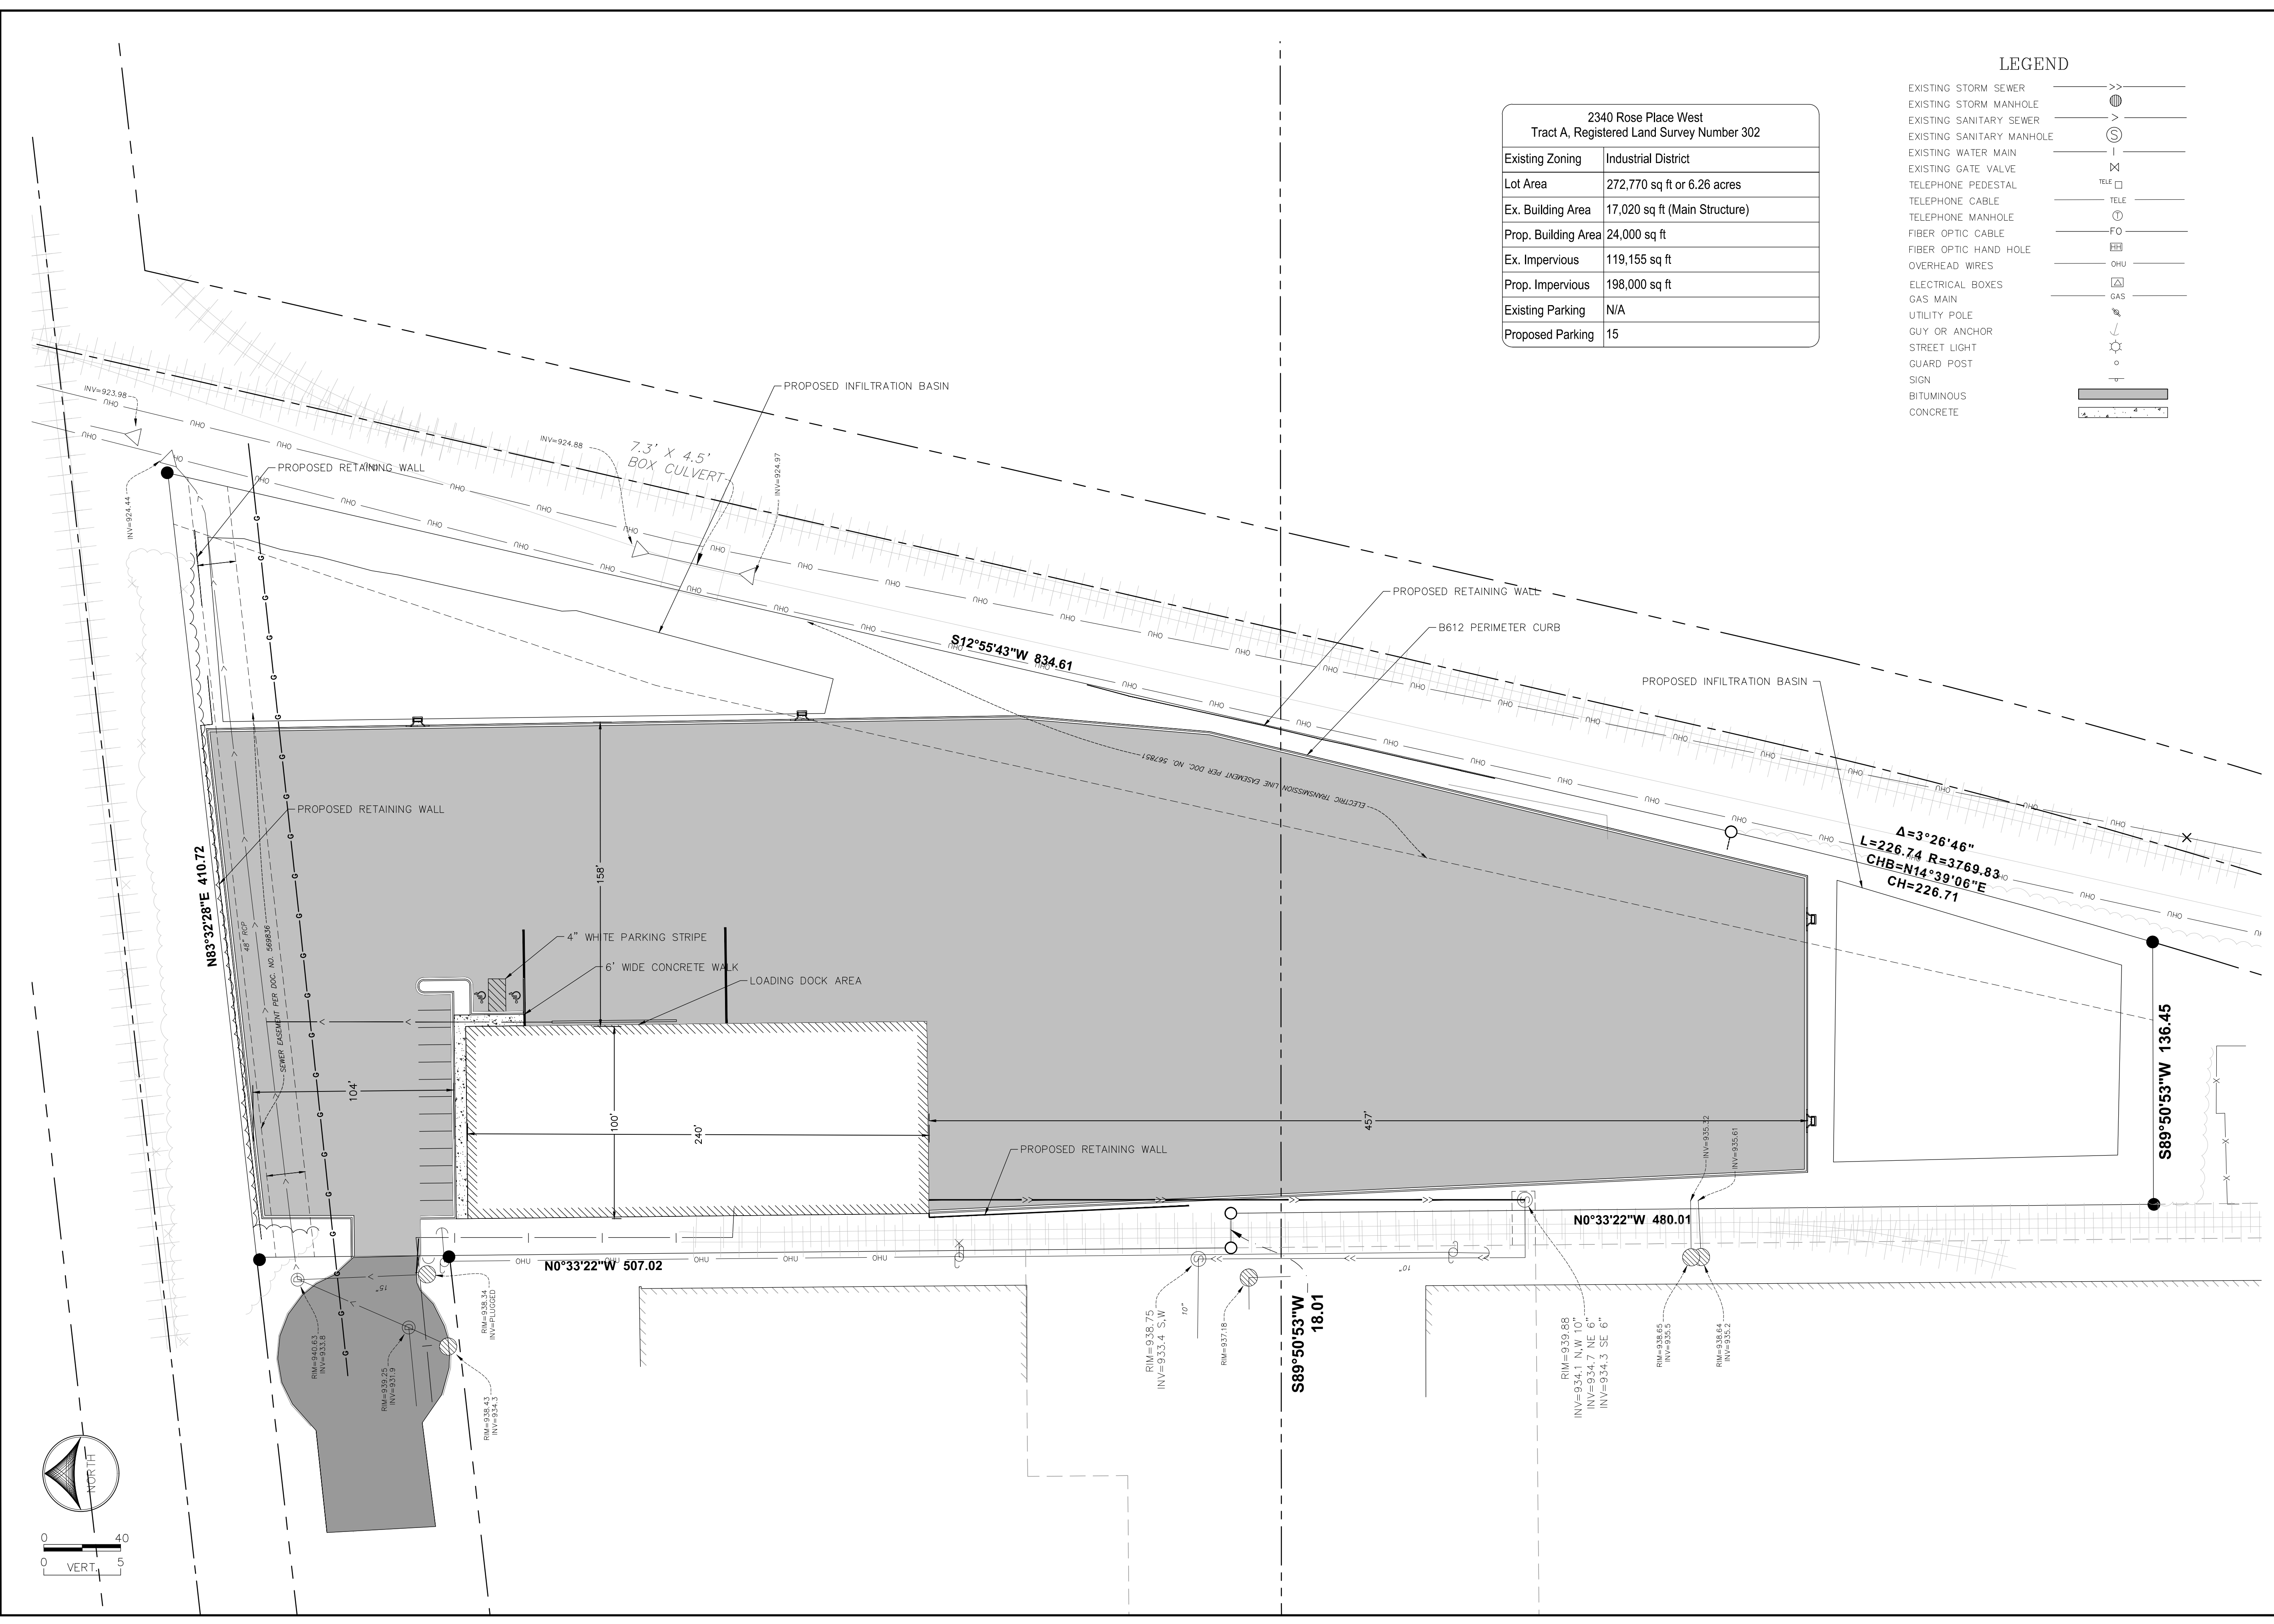 LEGEND
EXISTING STORM SEWER >>
EXISTING STORM MANHOLE
EXISTING SANITARY SEWER >
EXISTING SANITARY MANHOLE S
EXISTING WATER MAIN I
EXISTING GATE VALVE
TELEPHONE PEDESTAL TELE
TELEPHONE CABLE TELE
TELEPHONE MANHOLE T
FIBER OPTIC CABLE FO
FIBER OPTIC HAND HOLE HH
OVERHEAD WIRES OHU
ELECTRICAL BOXES
GAS MAIN GAS
UTILITY POLE
GUY OR ANCHOR
STREET LIGHT
GUARD POST
SIGN
BITUMINOUS
CONCRETE
2340 Rose Place West
Tract A, Registered Land Survey Number 302
Existing Zoning Industrial District
Lot Area 272,770 sq ft or 6.26 acres
Ex. Building Area 17,020 sq ft (Main Structure)
Prop. Building Area 24,000 sq ft
Ex. Impervious 119,155 sq ft
Prop. Impervious 198,000 sq ft
Existing Parking N/A
Proposed Parking 15
INV=923.98
PROPOSED INFILTRATION BASIN
INV=924.88
7.3' X 4.5'
BOX CULVERT
INV=924.97
PROPOSED RETAINING WALL
INV=924.44
PROPOSED RETAINING WALL
B612 PERIMETER CURB
S12°55'43"W 834.61
PROPOSED INFILTRATION BASIN
ELECTRIC TRANSMISSION LINE EASEMENT PER DOC. NO. 567851
Δ=3°26'46"
L=226.74 R=3769.83
CHB=N14°39'06"E
CH=226.71
PROPOSED RETAINING WALL
N83°32'28"E 410.72
48" RCP
SEWER EASEMENT PER DOC. NO. 569836
158'
4" WHITE PARKING STRIPE
6' WIDE CONCRETE WALK
LOADING DOCK AREA
104'
100'
240'
457'
PROPOSED RETAINING WALL
INV=935.32
INV=935.61
S89°50'53"W 136.45
N0°33'22"W 480.01
N0°33'22"W 507.02
OHU
15"
RIM=940.63
INV=933.8
RIM=939.25
INV=931.9
RIM=938.34
INV=PLUGGED
RIM=938.43
INV=934.3
RIM=938.75
INV=933.4 S,W
10"
RIM=937.18
S89°50'53"W
18.01
10"
RIM=939.88
INV=934.1 N,W 10"
INV=934.7 NE 6"
INV=934.3 SE 6"
RIM=938.65
INV=935.5
RIM=938.64
INV=935.2
NORTH
0 40
0 5
VERT.